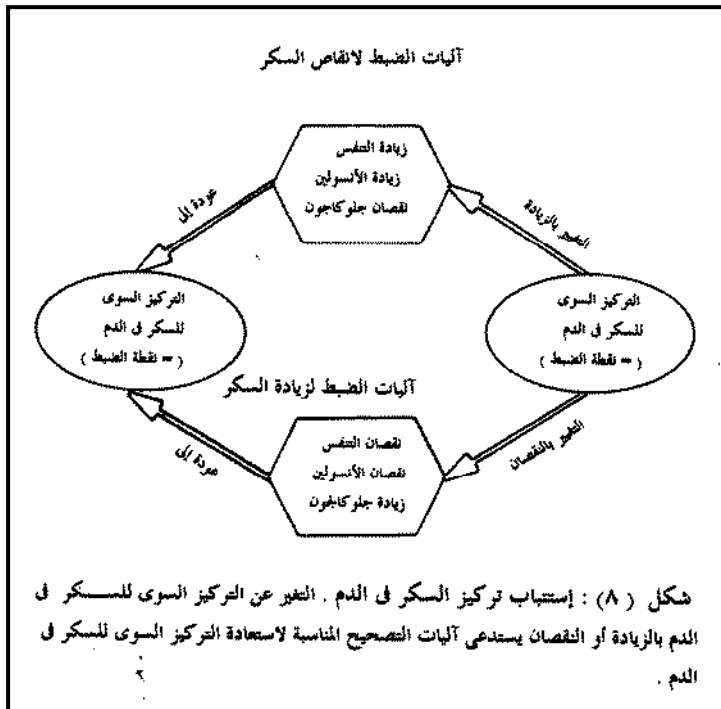 آليات الضبط لانقاص السكر
زيادة التنفس
زيادة الأنسولين
نقصان جلوكاجون
التغير بالزيادة
عودة إلى
التركيز السوى
للسكر فى الدم
( = نقطة الضبط )
التركيز السوى
للسكر فى الدم
( = نقطة الضبط )
آليات الضبط لزيادة السكر
نقصان التنفس
نقصان الأنسولين
زيادة جلوكاجون
التغيير بالنقصان
عودة إلى
شكل ( ٨ ) : إستتباب تركيز السكر فى الدم . التغير عن التركيز السوى للسكر فى
الدم بالزيادة أو النقصان يستدعى آليات التصحيح المناسبة لاستعادة التركيز السوى للسكر فى
الدم .
٢